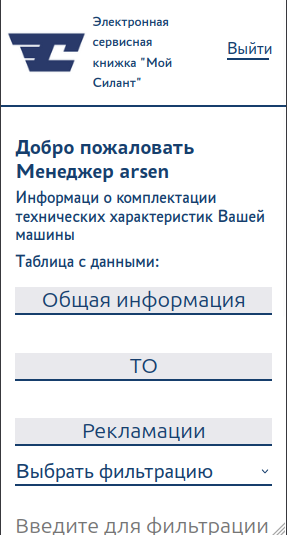 Электронная
сервисная
книжка "Мой
Силант"
Выйти
Добро пожаловать
Менеджер arsen
Информаци о комплектации
технических характеристик Вашей
машины
Таблица с данными:
Общая информация
ТО
Рекламации
Выбрать фильтрацию
Введите для фильтрации